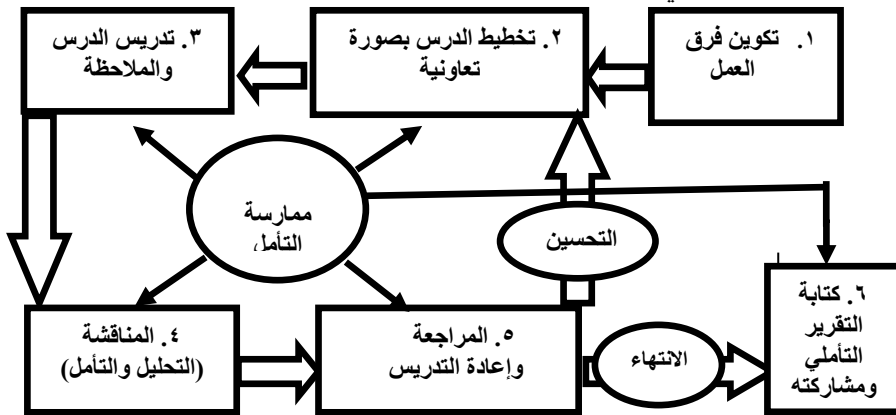 ١. تكوين فرق
العمل
٢. تخطيط الدرس بصورة
تعاونية
٣. تدريس الدرس
والملاحظة
ممارسة
التأمل
التحسين
٤. المناقشة
(التحليل والتأمل)
٥. المراجعة
وإعادة التدريس
الانتهاء
٦. كتابة
التقرير
التأملي
ومشاركته